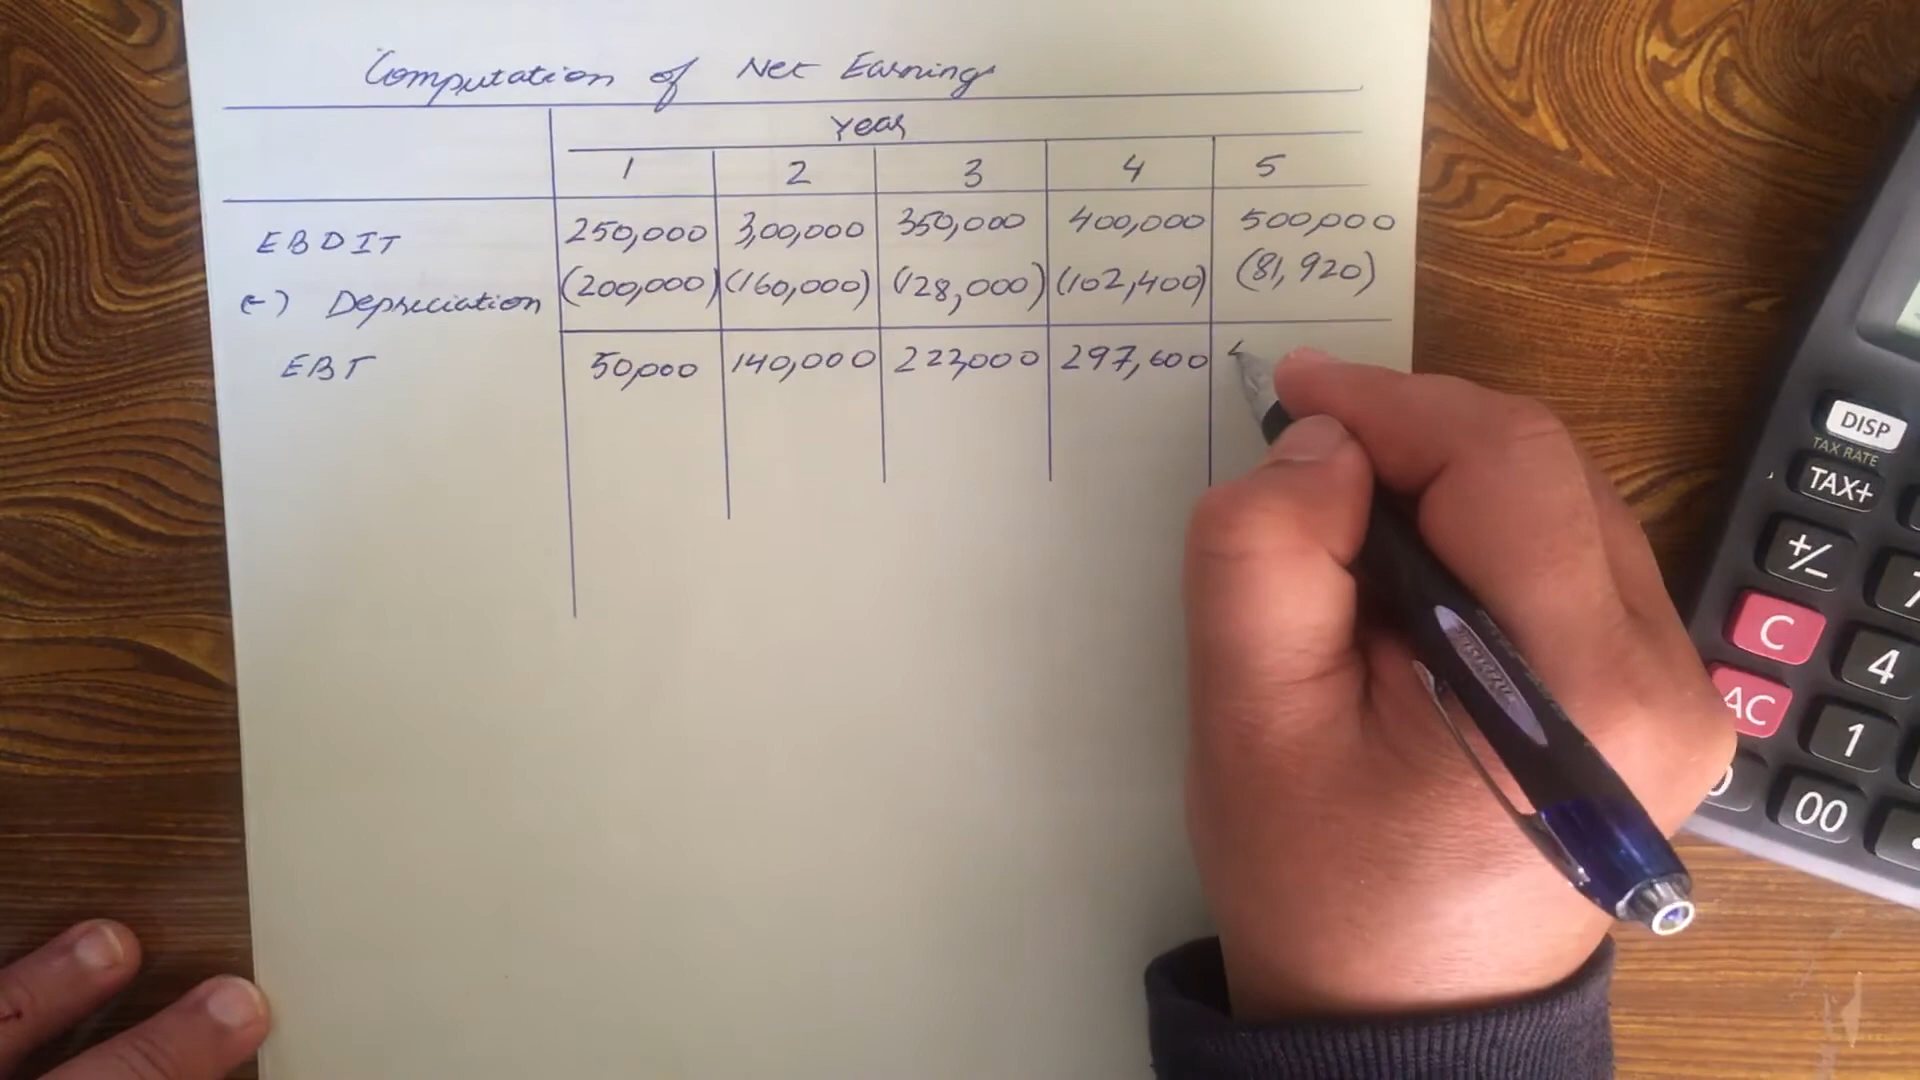 Computation of Net Earnings
Year
1 2 3 4 5
EBDIT 250,000 3,00,000 350,000 400,000 500,000
(-) Depreciation (200,000) (160,000) (128,000) (102,400) (81,920)
EBT 50,000 140,000 223,000 297,600
DISP
TAX RATE
TAX+
+/-
C 4
AC 1
00